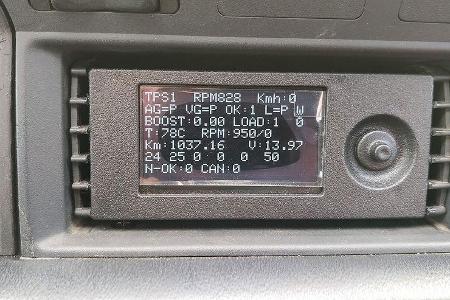 TPS1 RPM828 Kmh:0
AG=P VG=P OK:1 L=P W
BOOST:0.00 LOAD:1 0
T:78C RPM:950/0
Km:1037.16 V:13.97
24 25 0 0 0 50
N-OK:0 CAN:0